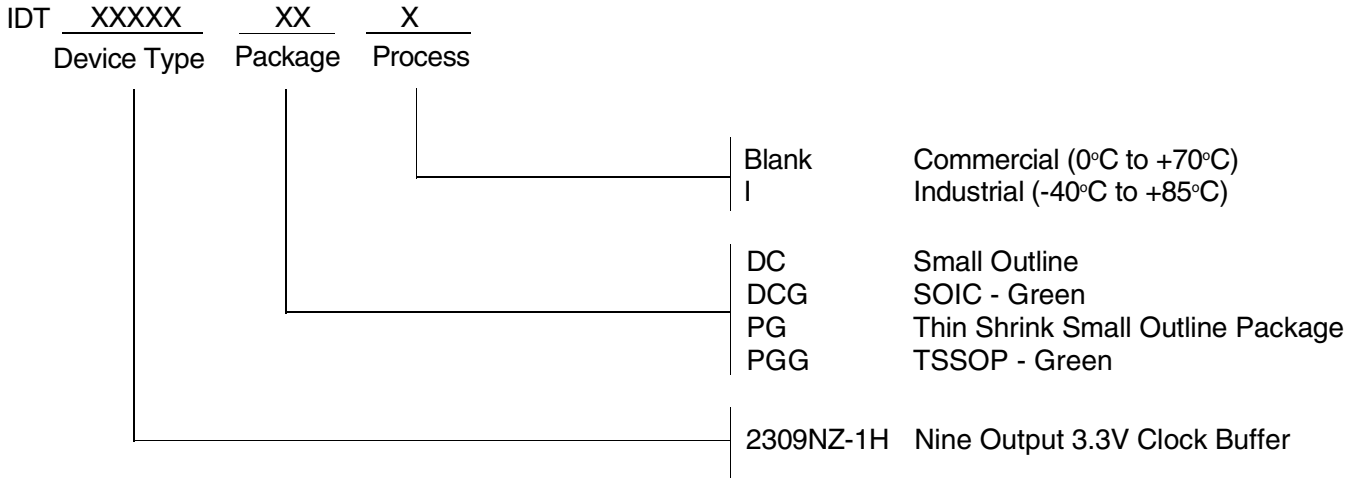 IDT XXXXX XX X
Device Type Package Process
Blank Commercial (0°C to +70°C)
I Industrial (-40°C to +85°C)
DC Small Outline
DCG SOIC - Green
PG Thin Shrink Small Outline Package
PGG TSSOP - Green
2309NZ-1H Nine Output 3.3V Clock Buffer